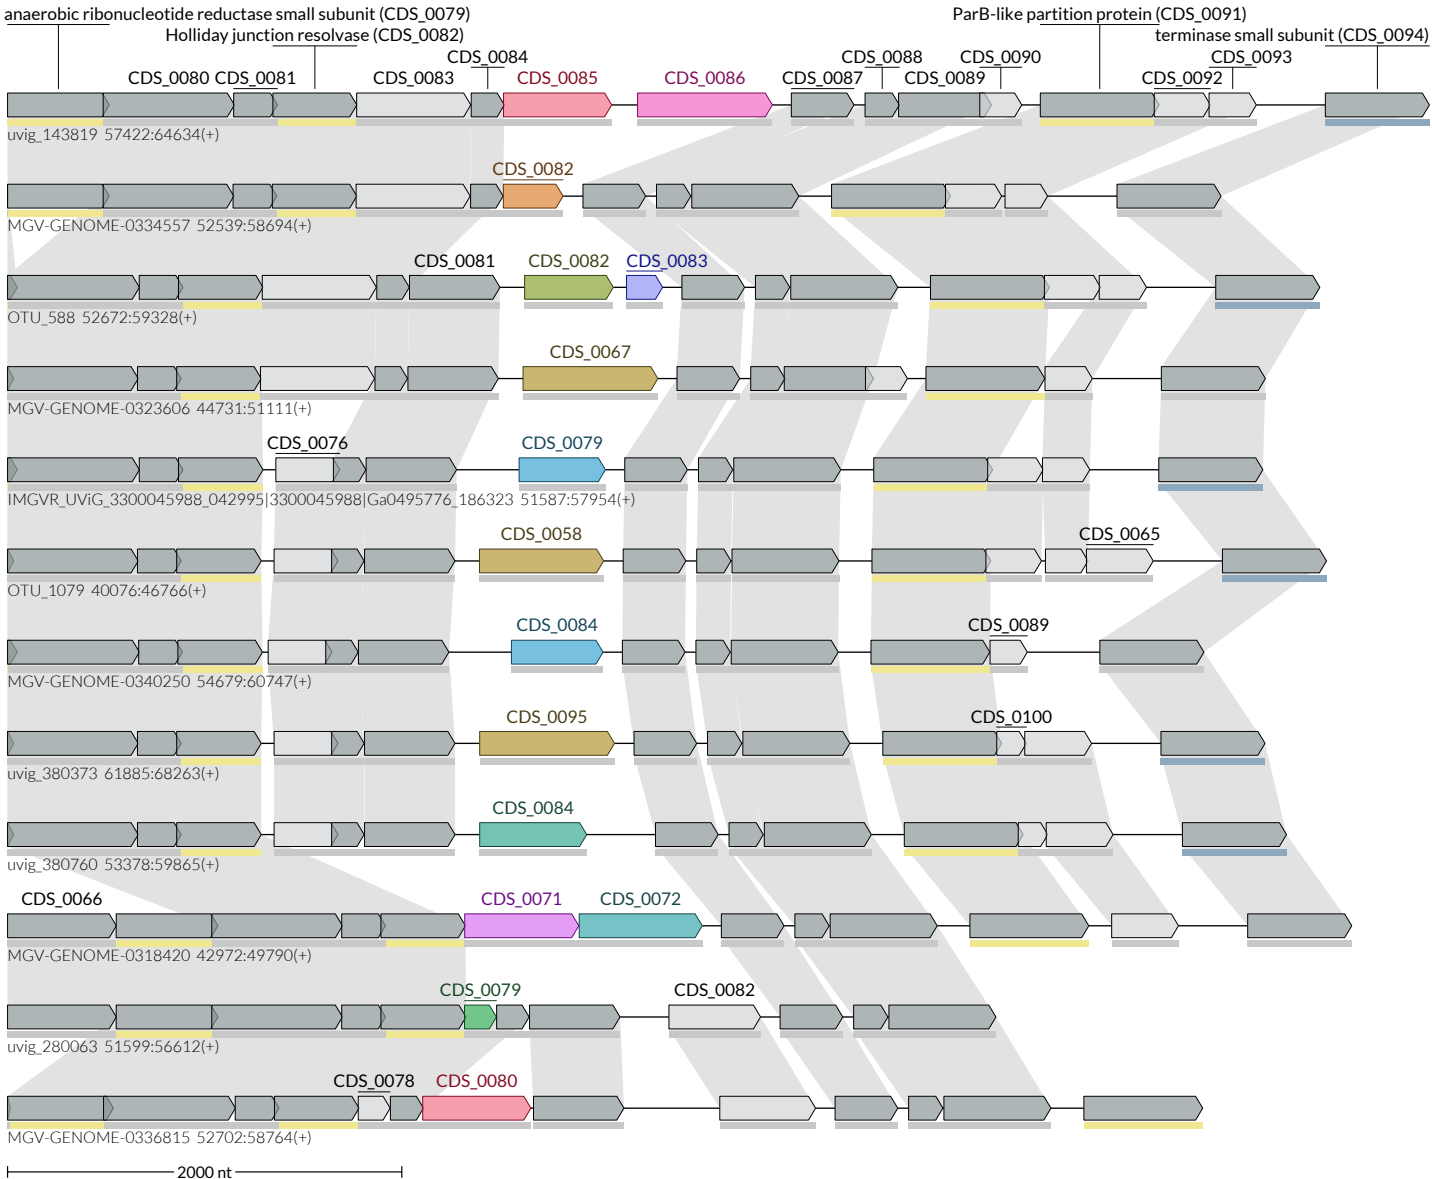 anaerobic ribonucleotide reductase small subunit (CDS_0079) ParB-like partition protein (CDS_0091)
Holliday junction resolvase (CDS_0082) terminase small subunit (CDS_0094)
CDS_0084 CDS_0088 CDS_0090 CDS_0093
CDS_0080 CDS_0081 CDS_0083 CDS_0085 CDS_0086 CDS_0087 CDS_0089 CDS_0092
uvig_143819 57422:64634(+)
CDS_0082
MGV-GENOME-0334557 52539:58694(+)
CDS_0081 CDS_0082 CDS_0083
OTU_588 52672:59328(+)
CDS_0067
MGV-GENOME-0323606 44731:51111(+)
CDS_0076 CDS_0079
IMGVR_UViG_3300045988_042995|3300045988|Ga0495776_186323 51587:57954(+)
CDS_0058 CDS_0065
OTU_1079 40076:46766(+)
CDS_0084 CDS_0089
MGV-GENOME-0340250 54679:60747(+)
CDS_0095 CDS_0100
uvig_380373 61885:68263(+)
CDS_0084
uvig_380760 53378:59865(+)
CDS_0066 CDS_0071 CDS_0072
MGV-GENOME-0318420 42972:49790(+)
CDS_0079 CDS_0082
uvig_280063 51599:56612(+)
CDS_0078 CDS_0080
MGV-GENOME-0336815 52702:58764(+)
2000 nt